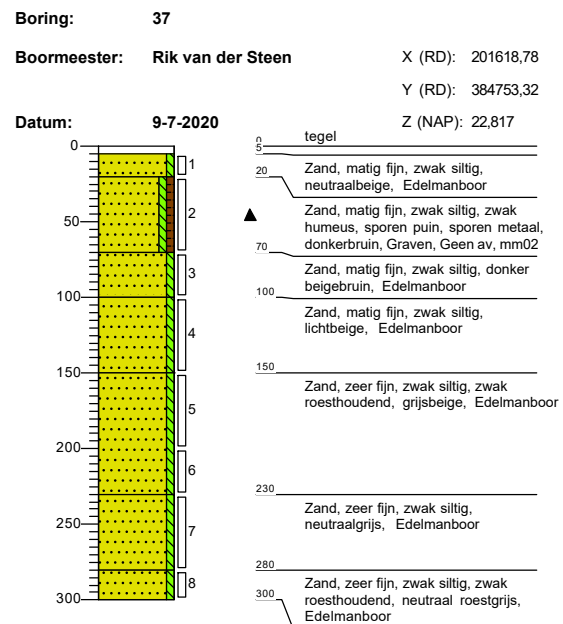 Boring: 37
Boormeester: Rik van der Steen X (RD): 201618,78
Y (RD): 384753,32
Datum: 9-7-2020 Z (NAP): 22,817
0
50
100
150
200
250
300
1
2
3
4
5
6
7
8
0
tegel
5
Zand, matig fijn, zwak siltig,
neutraalbeige, Edelmanboor
20
Zand, matig fijn, zwak siltig, zwak
humeus, sporen puin, sporen metaal,
donkerbruin, Graven, Geen av, mm02
70
Zand, matig fijn, zwak siltig, donker
beigebruin, Edelmanboor
100
Zand, matig fijn, zwak siltig,
lichtbeige, Edelmanboor
150
Zand, zeer fijn, zwak siltig, zwak
roesthoudend, grijsbeige, Edelmanboor
230
Zand, zeer fijn, zwak siltig,
neutraalgrijs, Edelmanboor
280
Zand, zeer fijn, zwak siltig, zwak
roesthoudend, neutraal roestgrijs,
Edelmanboor
300